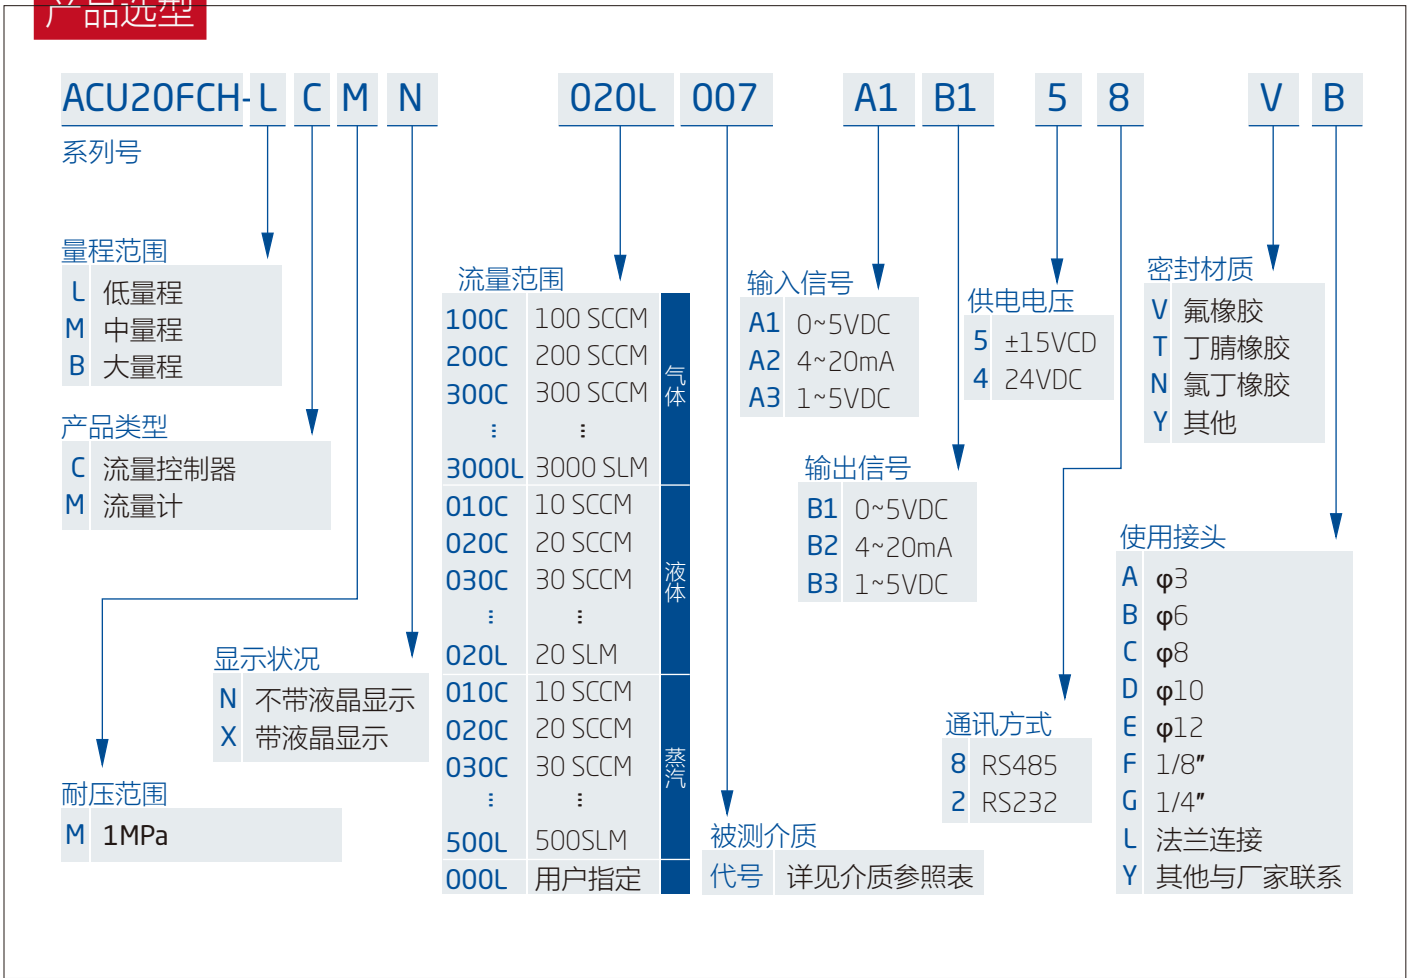 产品选型
ACU20FCH- L C M N 020L 007 A1 B1 5 8 V B
系列号
量程范围
L 低量程
M 中量程
B 大量程
产品类型
C 流量控制器
M 流量计
显示状况
N 不带液晶显示
X 带液晶显示
耐压范围
M 1MPa
流量范围
100C 100 SCCM
200C 200 SCCM
300C 300 SCCM
... ...
3000L 3000 SLM
气体
010C 10 SCCM
020C 20 SCCM
030C 30 SCCM
... ...
020L 20 SLM
液体
010C 10 SCCM
020C 20 SCCM
030C 30 SCCM
... ...
500L 500SLM
蒸汽
000L 用户指定
被测介质
代号 详见介质参照表
输入信号
A1 0~5VDC
A2 4~20mA
A3 1~5VDC
输出信号
B1 0~5VDC
B2 4~20mA
B3 1~5VDC
供电电压
5 ±15VCD
4 24VDC
通讯方式
8 RS485
2 RS232
密封材质
V 氟橡胶
T 丁腈橡胶
N 氯丁橡胶
Y 其他
使用接头
A φ3
B φ6
C φ8
D φ10
E φ12
F 1/8"
G 1/4"
L 法兰连接
Y 其他与厂家联系